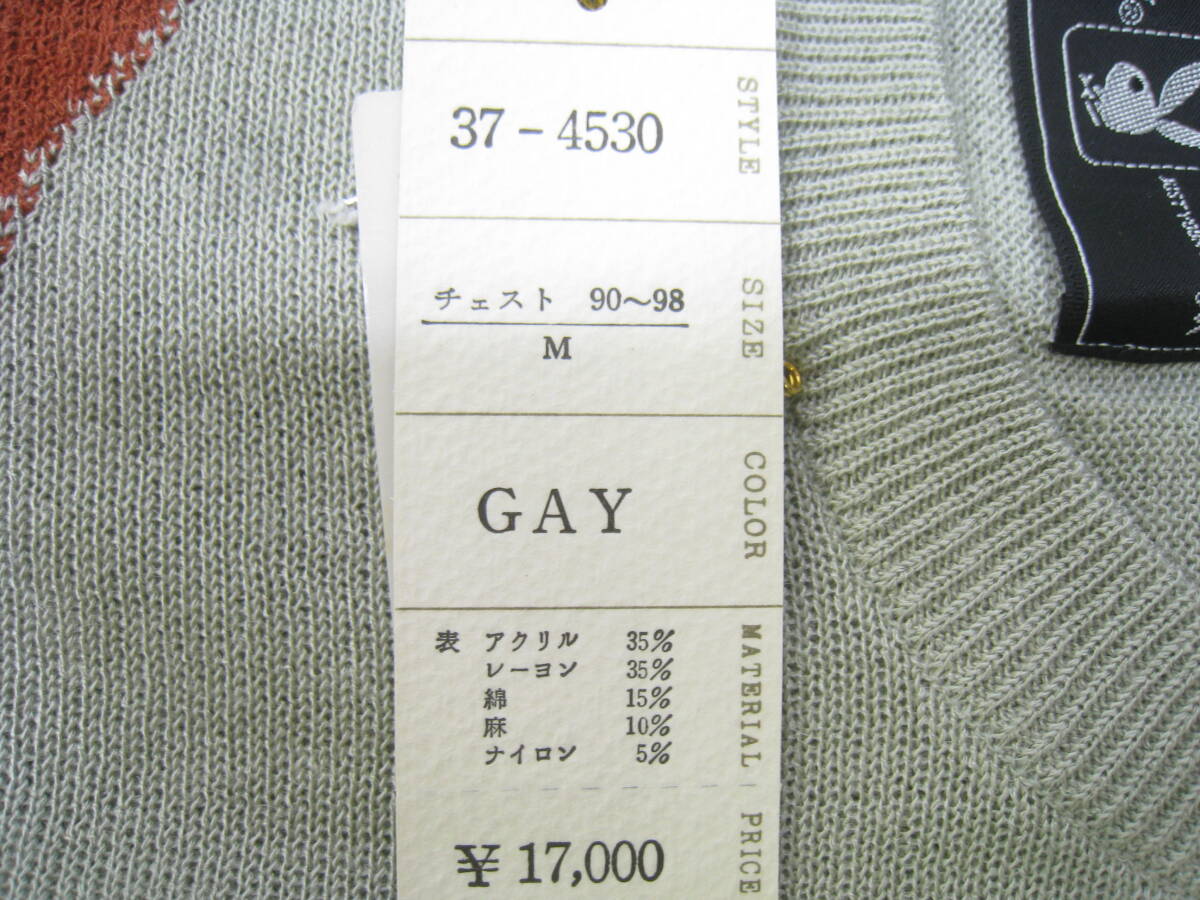 37-4530
STYLE
チェスト 90～98
M
SIZE
GAY
COLOR
表 アクリル 35%
レーヨン 35%
綿 15%
麻 10%
ナイロン 5%
MATERIAL
¥ 17,000
PRICE